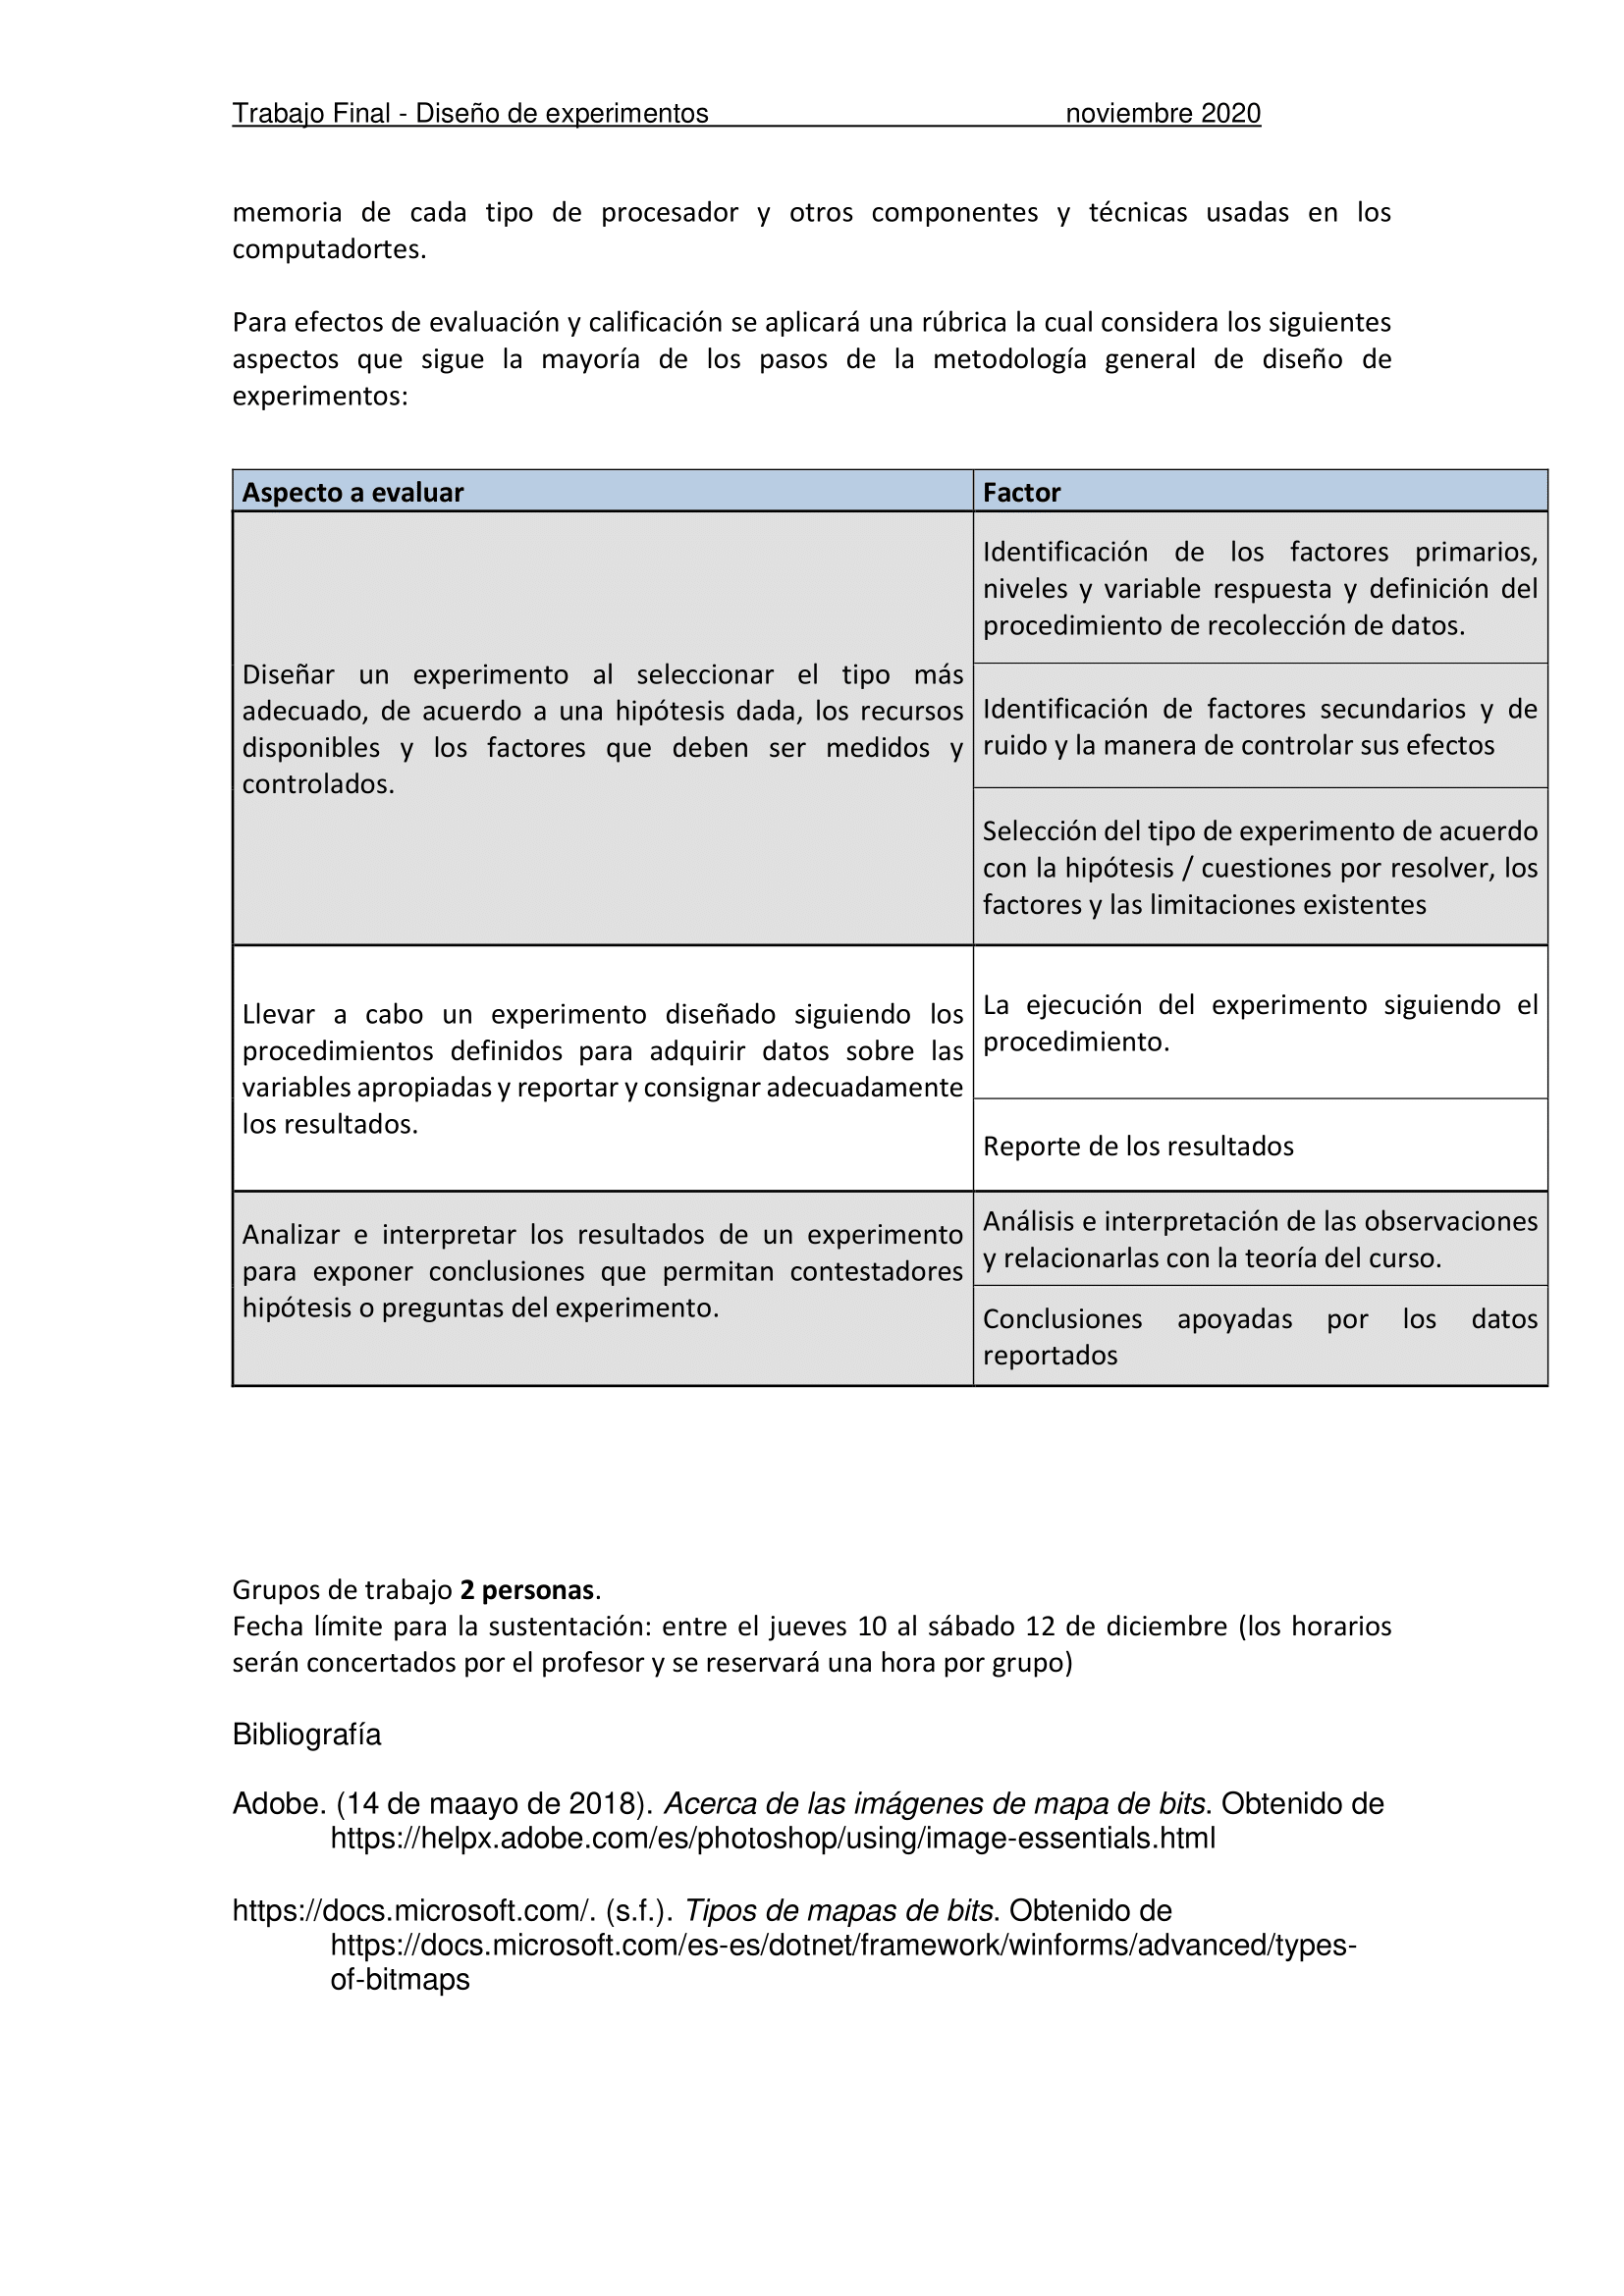 Trabajo Final - Diseño de experimentos noviembre 2020
memoria de cada tipo de procesador y otros componentes y técnicas usadas en los
computadortes.
Para efectos de evaluación y calificación se aplicará una rúbrica la cual considera los siguientes
aspectos que sigue la mayoría de los pasos de la metodología general de diseño de
experimentos:
Aspecto a evaluar
Factor
Diseñar un experimento al seleccionar el tipo más
adecuado, de acuerdo a una hipótesis dada, los recursos
disponibles y los factores que deben ser medidos y
controlados.
Identificación de los factores primarios,
niveles y variable respuesta y definición del
procedimiento de recolección de datos.
Identificación de factores secundarios y de
ruido y la manera de controlar sus efectos
Selección del tipo de experimento de acuerdo
con la hipótesis / cuestiones por resolver, los
factores y las limitaciones existentes
Llevar a cabo un experimento diseñado siguiendo los
procedimientos definidos para adquirir datos sobre las
variables apropiadas y reportar y consignar adecuadamente
los resultados.
La ejecución del experimento siguiendo el
procedimiento.
Reporte de los resultados
Analizar e interpretar los resultados de un experimento
para exponer conclusiones que permitan contestadores
hipótesis o preguntas del experimento.
Análisis e interpretación de las observaciones
y relacionarlas con la teoría del curso.
Conclusiones apoyadas por los datos
reportados
Grupos de trabajo 2 personas.
Fecha límite para la sustentación: entre el jueves 10 al sábado 12 de diciembre (los horarios
serán concertados por el profesor y se reservará una hora por grupo)
Bibliografía
Adobe. (14 de maayo de 2018). Acerca de las imágenes de mapa de bits. Obtenido de
https://helpx.adobe.com/es/photoshop/using/image-essentials.html
https://docs.microsoft.com/. (s.f.). Tipos de mapas de bits. Obtenido de
https://docs.microsoft.com/es-es/dotnet/framework/winforms/advanced/types-
of-bitmaps